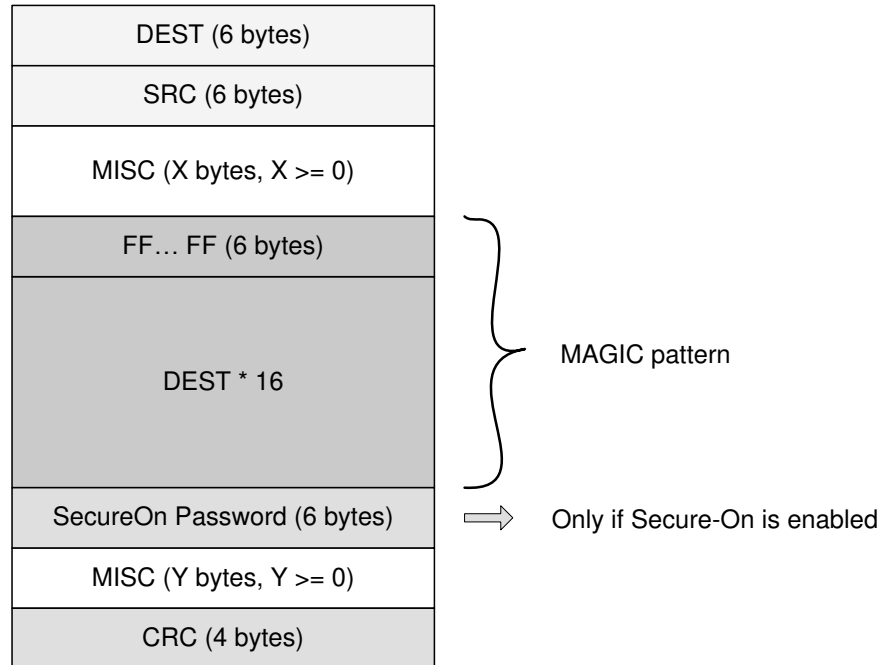 DEST (6 bytes)
SRC (6 bytes)
MISC (X bytes, X >= 0)
FF… FF (6 bytes)
DEST * 16
MAGIC pattern
SecureOn Password (6 bytes)
Only if Secure-On is enabled
MISC (Y bytes, Y >= 0)
CRC (4 bytes)